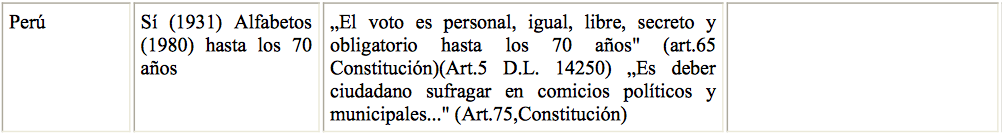 Perú
Sí (1931) Alfabetos
(1980) hasta los 70
años
„El voto es personal, igual, libre, secreto y
obligatorio hasta los 70 años" (art.65
Constitución)(Art.5 D.L. 14250) „Es deber
ciudadano sufragar en comicios políticos y
municipales..." (Art.75,Constitución)